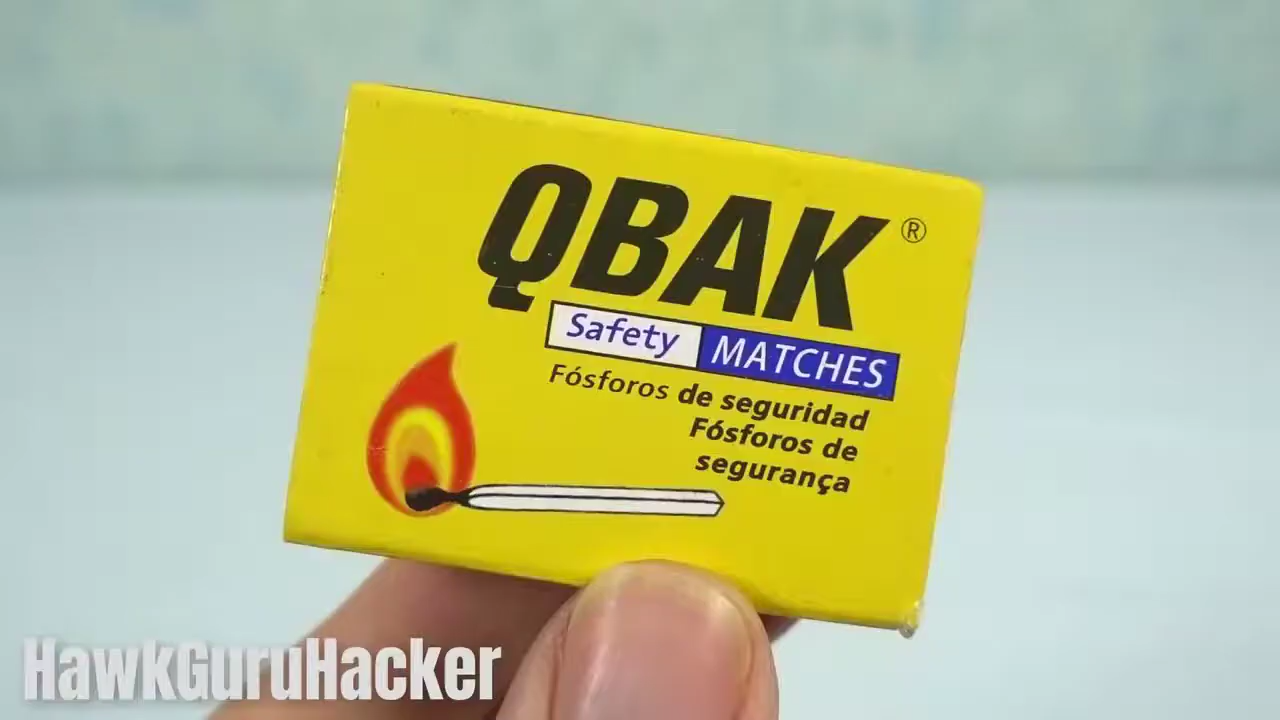 QBAK®
Safety MATCHES
Fósforos de seguridad
Fósforos de
segurança
HawkGuruHacker